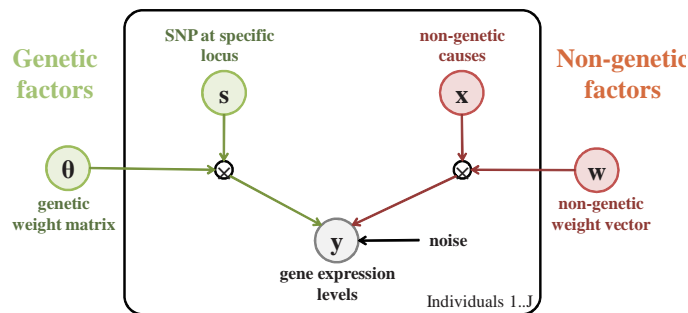 SNP at specific
locus
non-genetic
causes
Genetic
factors
Non-genetic
factors
s
x
θ
w
genetic
weight matrix
non-genetic
weight vector
y
noise
gene expression
levels
Individuals 1..J